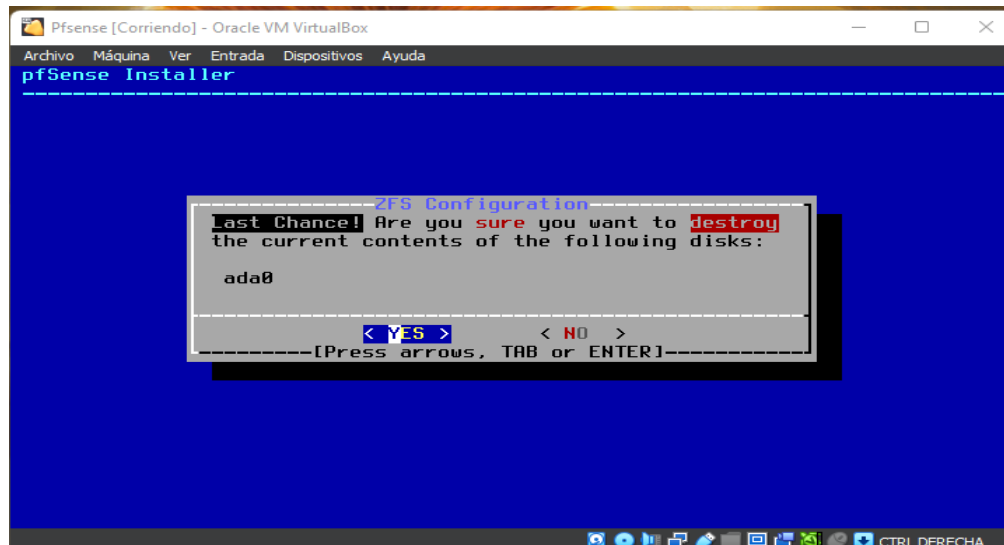 Pfsense [Corriendo] - Oracle VM VirtualBox
Archivo Máquina Ver Entrada Dispositivos Ayuda
pfSense Installer
ZFS Configuration
Last Chance! Are you sure you want to destroy
the current contents of the following disks:
ada0
< YES > < NO >
[Press arrows, TAB or ENTER]
CTRL DERECHA